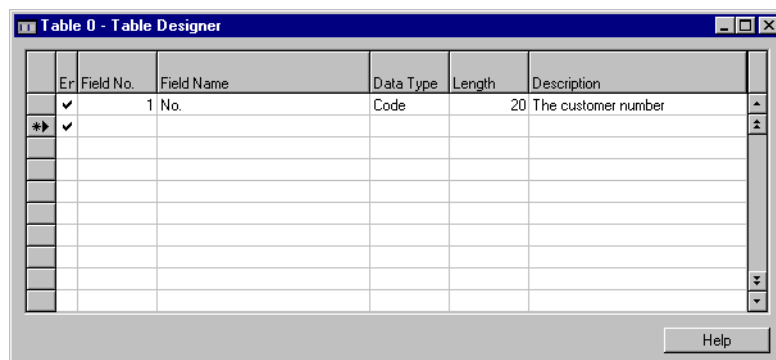 Table 0 - Table Designer
Er Field No. Field Name Data Type Length Description
1 No. Code 20 The customer number
Help